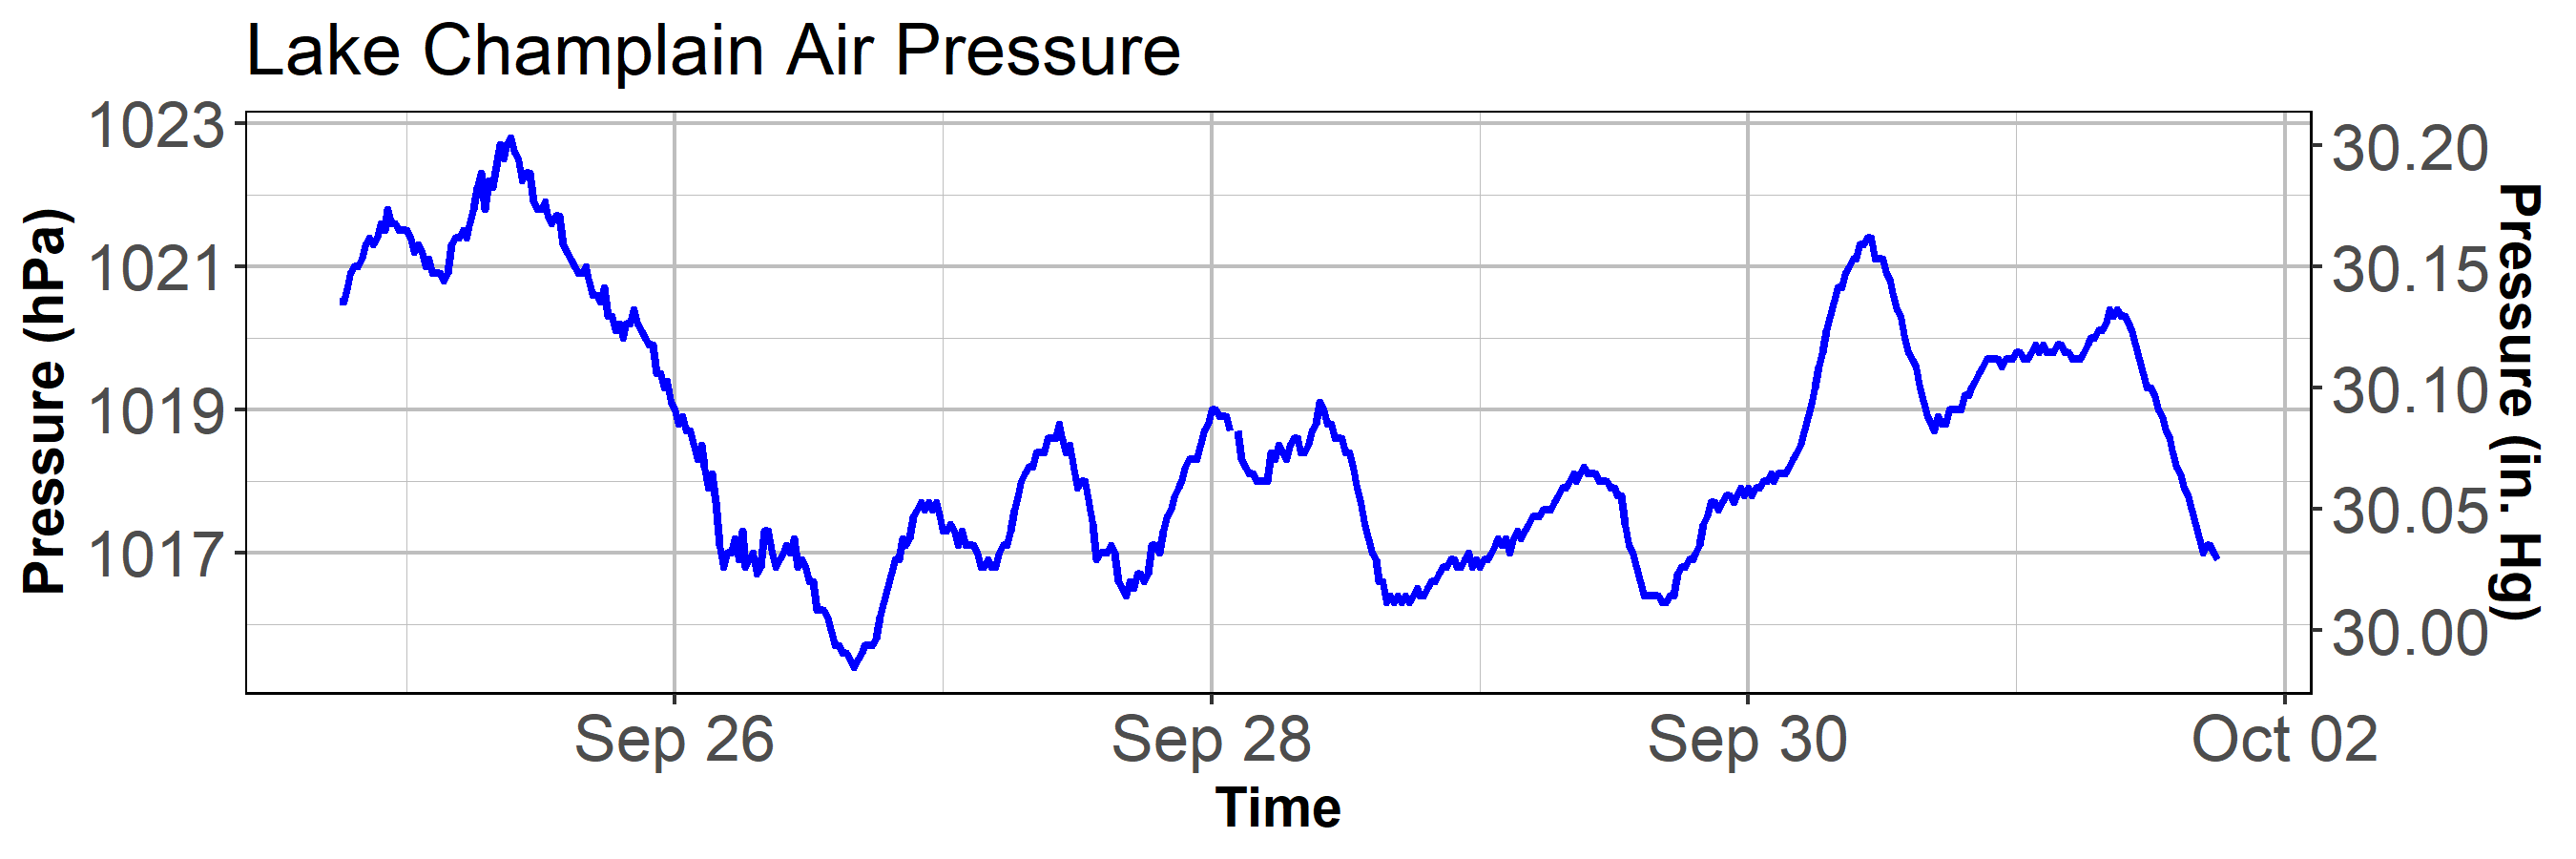 Lake Champlain Air Pressure
1023
1021
1019
1017
Pressure (hPa)
30.20
30.15
30.10
30.05
30.00
Pressure (in. Hg)
Sep 26
Sep 28
Sep 30
Oct 02
Time